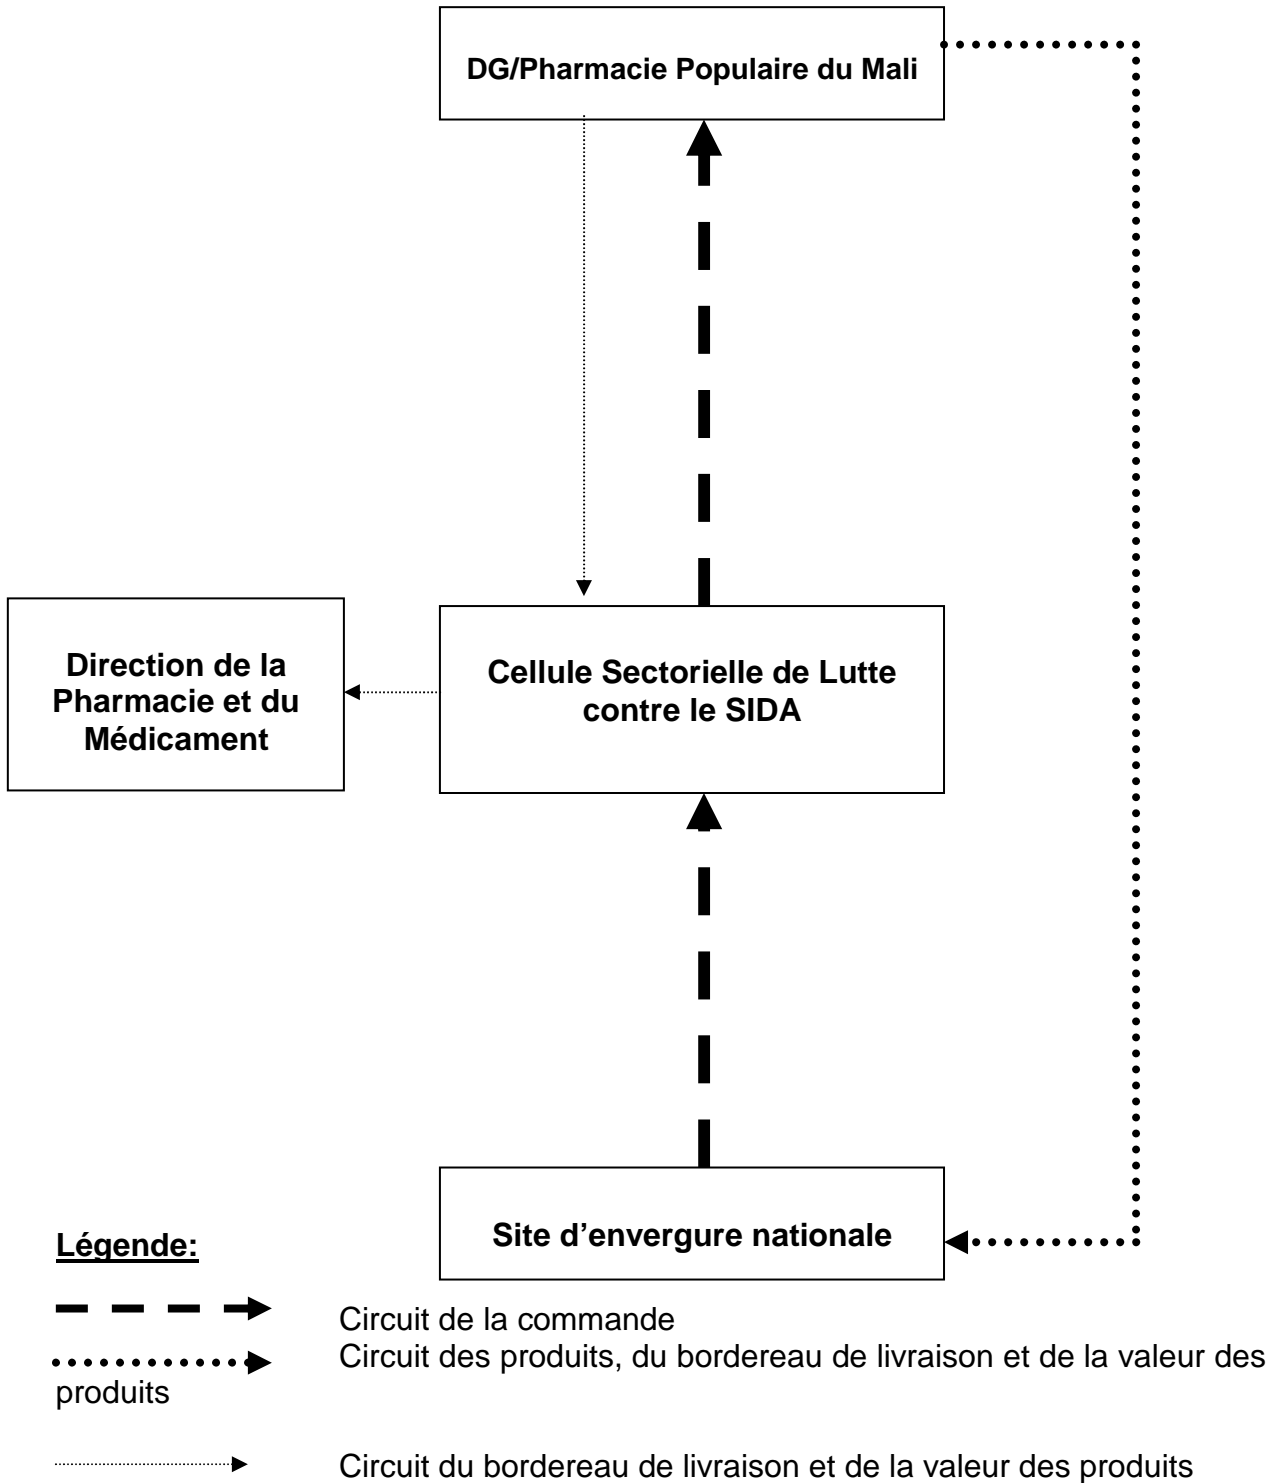 DG/Pharmacie Populaire du Mali
Direction de la
Pharmacie et du
Médicament
Cellule Sectorielle de Lutte
contre le SIDA
Site d’envergure nationale
Légende:
Circuit de la commande
Circuit des produits, du bordereau de livraison et de la valeur des
produits
Circuit du bordereau de livraison et de la valeur des produits